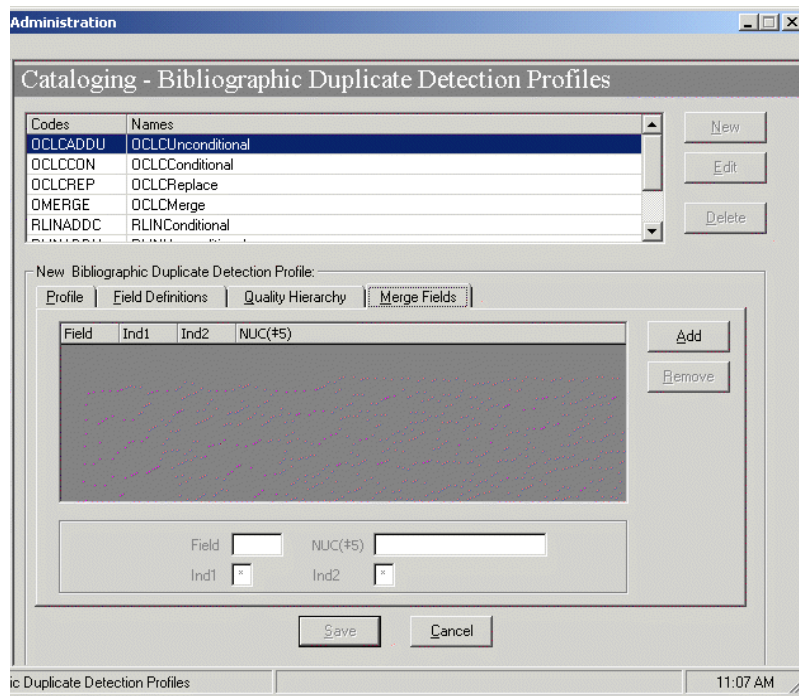 Administration
Cataloging - Bibliographic Duplicate Detection Profiles
Codes Names
OCLCADDU OCLCUnconditional
OCLCCON OCLCConditional
OCLCREP OCLCReplace
OMERGE OCLCMerge
RLINADDC RLINConditional
New
Edit
Delete
New Bibliographic Duplicate Detection Profile:
Profile Field Definitions Quality Hierarchy Merge Fields
Field Ind1 Ind2 NUC(‡5)
Add
Remove
Field NUC(‡5)
Ind1 * Ind2 *
Save Cancel
ic Duplicate Detection Profiles 11:07 AM